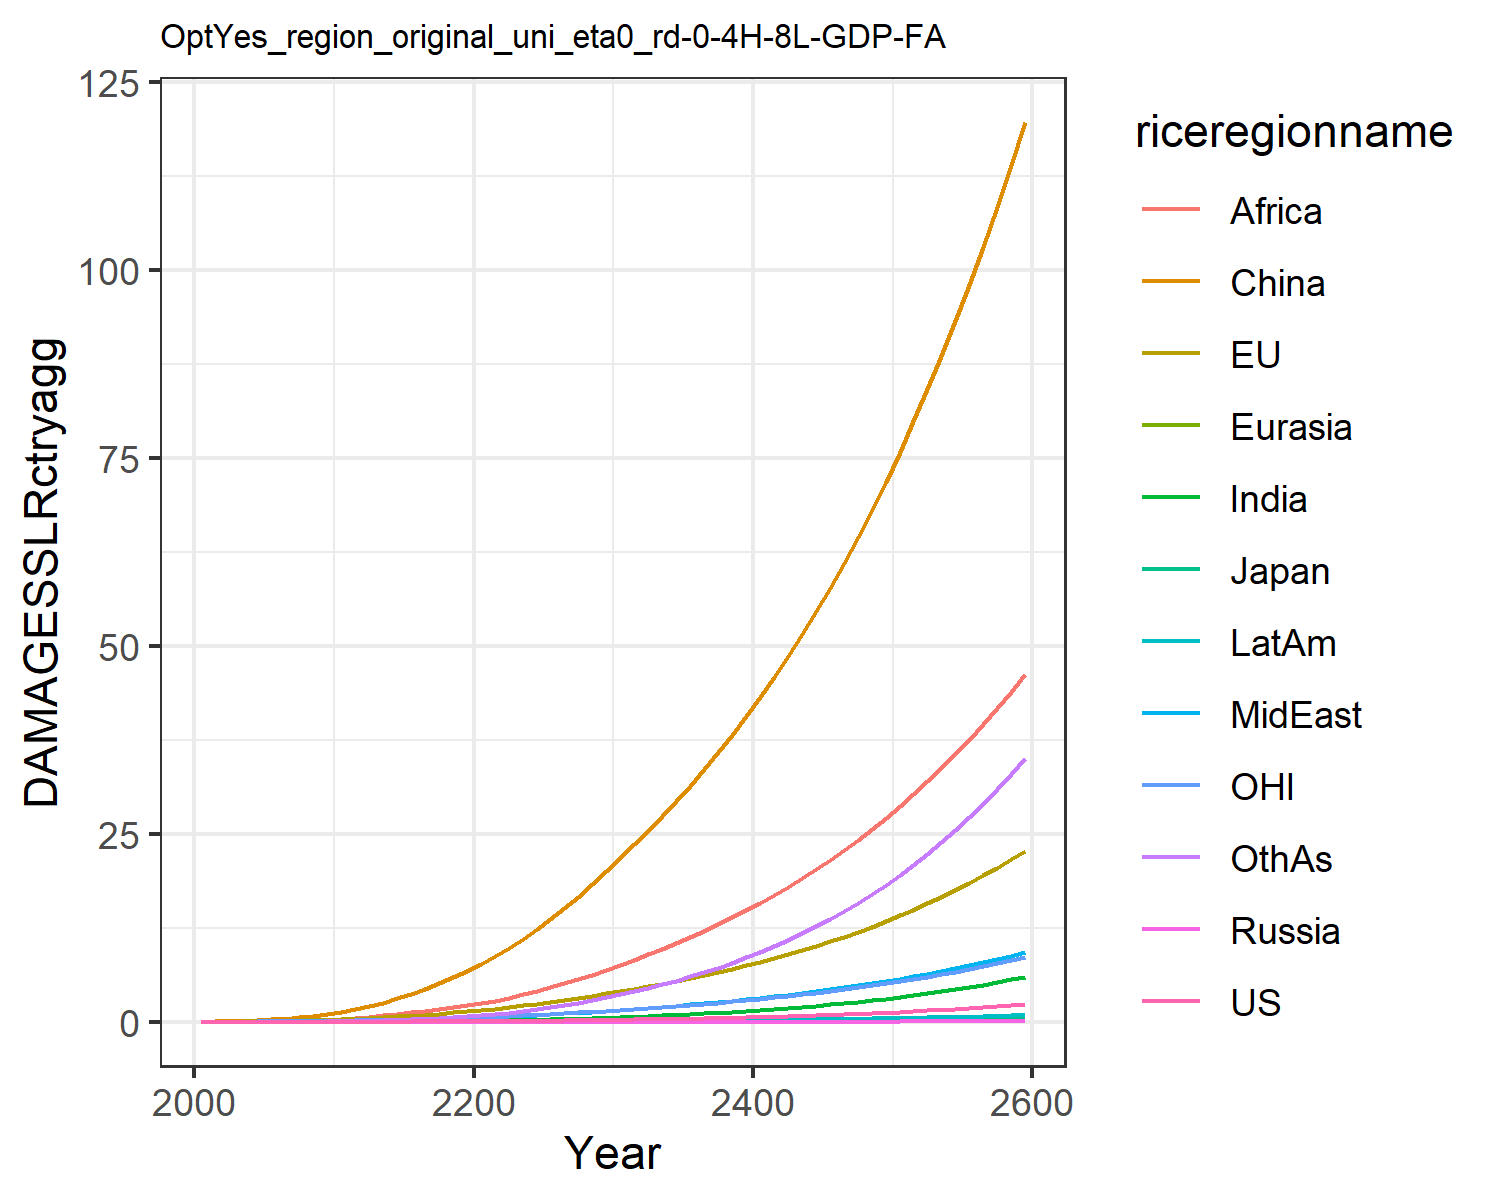 OptYes_region_original_uni_eta0_rd-0-4H-8L-GDP-FA
125
100
75
50
25
0
DAMAGESSLRctryagg
2000
2200
2400
2600
Year
riceregionname
Africa
China
EU
Eurasia
India
Japan
LatAm
MidEast
OHI
OthAs
Russia
US